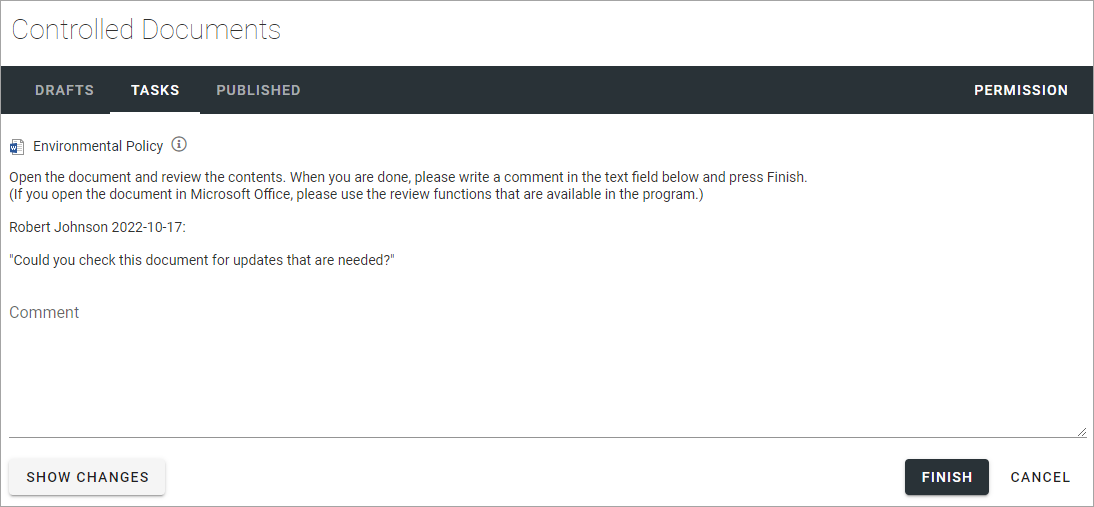 Controlled Documents
DRAFTS TASKS PUBLISHED PERMISSION
Environmental Policy
Open the document and review the contents. When you are done, please write a comment in the text field below and press Finish.
(If you open the document in Microsoft Office, please use the review functions that are available in the program.)
Robert Johnson 2022-10-17:
"Could you check this document for updates that are needed?"
Comment
SHOW CHANGES FINISH CANCEL